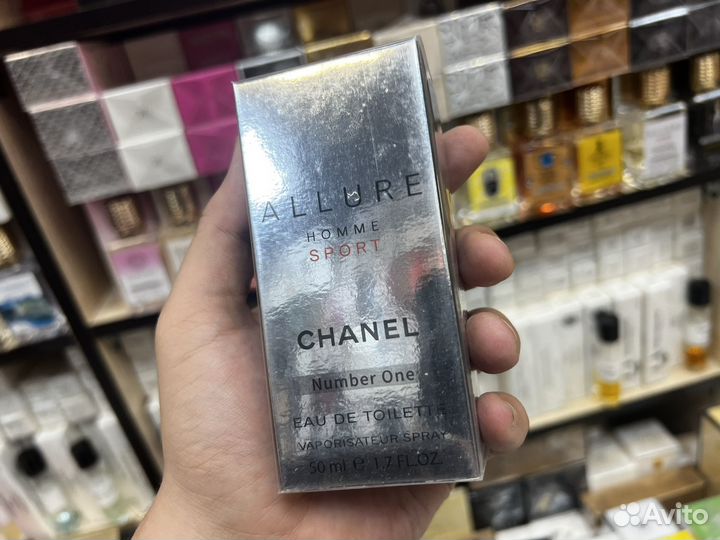 ALLURE
HOMME
SPORT
CHANEL
Number One
EAU DE TOILETTE
VAPORISATEUR SPRAY
50 ml e 1.7 FL.OZ.
Avito